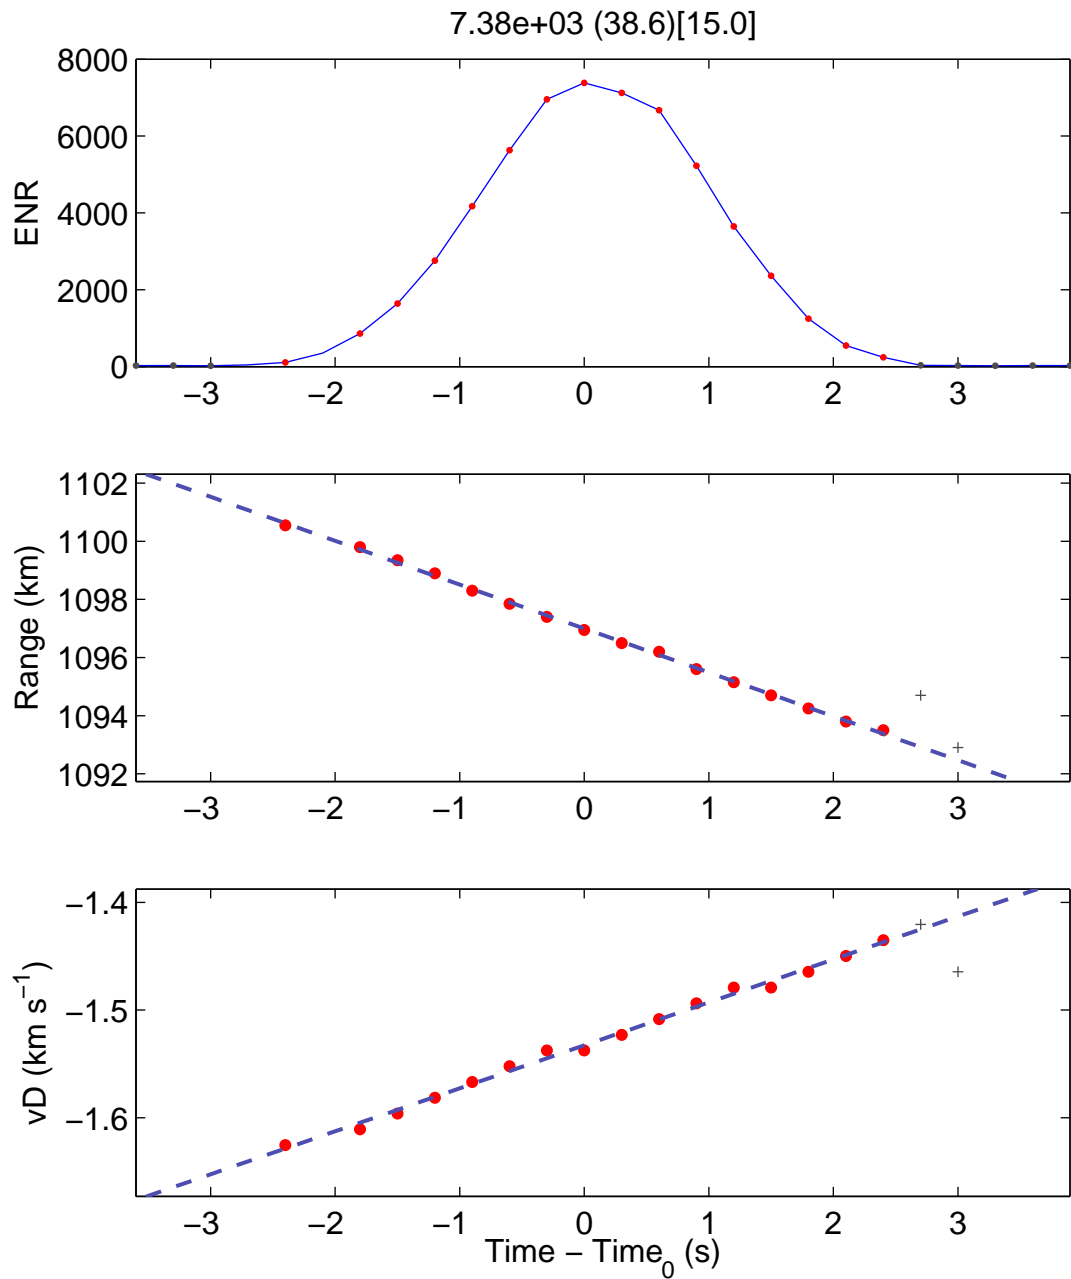 7.38e+03 (38.6)[15.0]
8000
6000
4000
2000
0
ENR
−3 −2 −1 0 1 2 3
1102
1100
1098
1096
1094
1092
Range (km)
−3 −2 −1 0 1 2 3
−1.4
−1.5
−1.6
vD (km s⁻¹)
−3 −2 −1 0 1 2 3
Time − Time₀ (s)